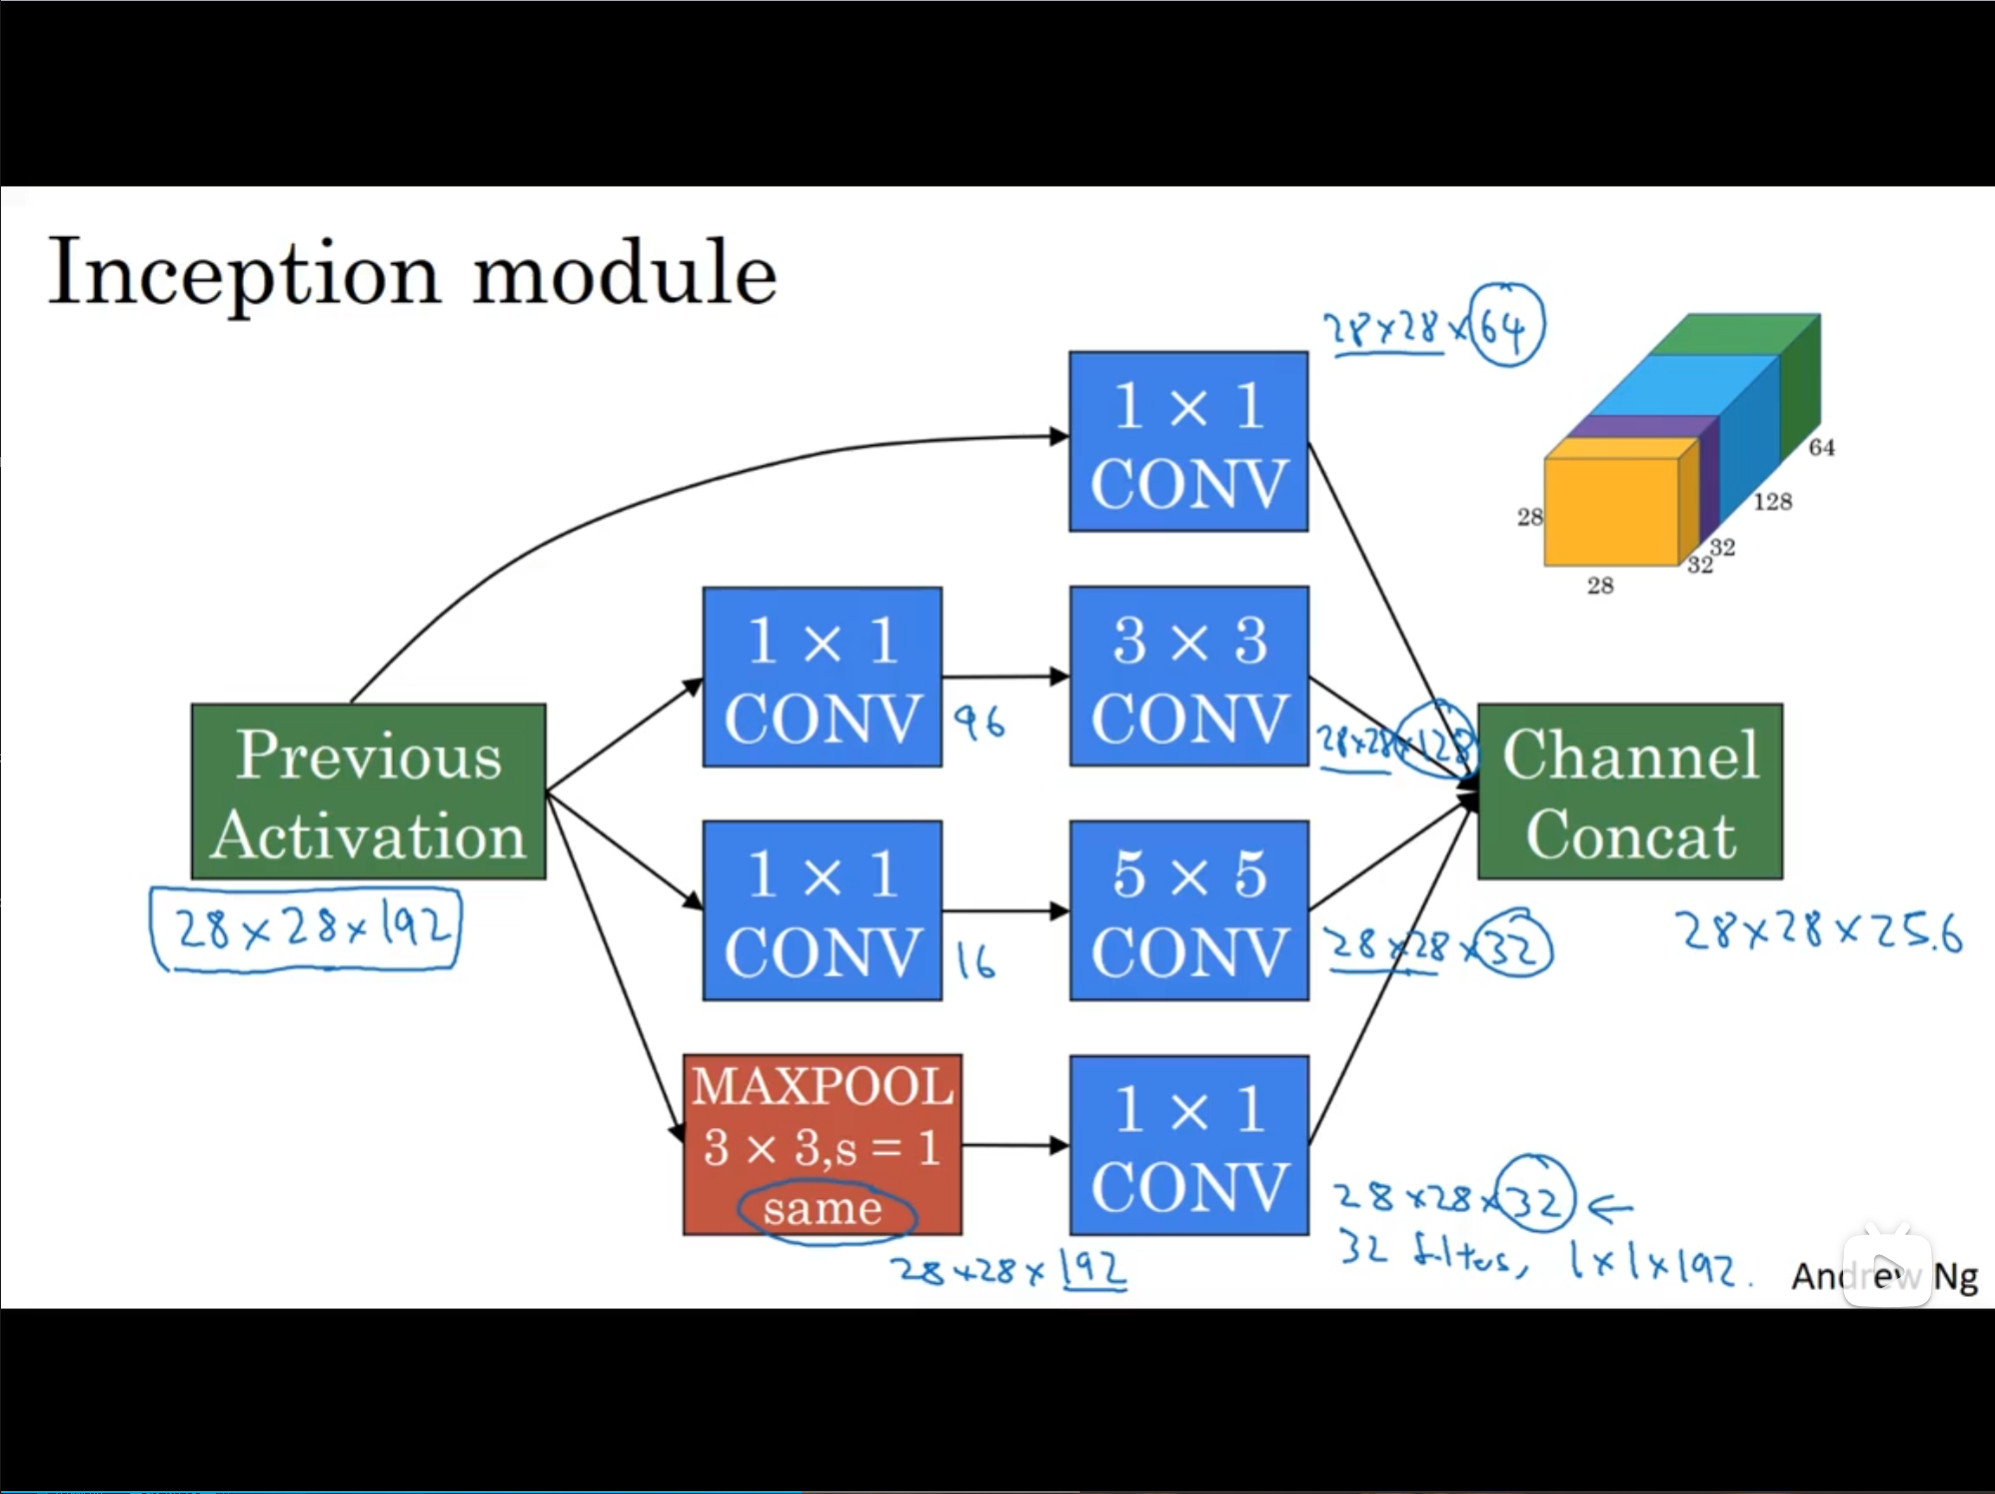 Inception module
28×28×64
1 × 1
CONV
64
128
32
32
28
28
1 × 1
CONV
96
3 × 3
CONV
28×28×128
Previous
Activation
28×28×192
Channel
Concat
28×28×25.6
1 × 1
CONV
16
5 × 5
CONV
28×28×32
MAXPOOL
3 × 3,s = 1
same
28×28×192
1 × 1
CONV
28×28×32 ←
32 filters, 1×1×192.
Andrew Ng